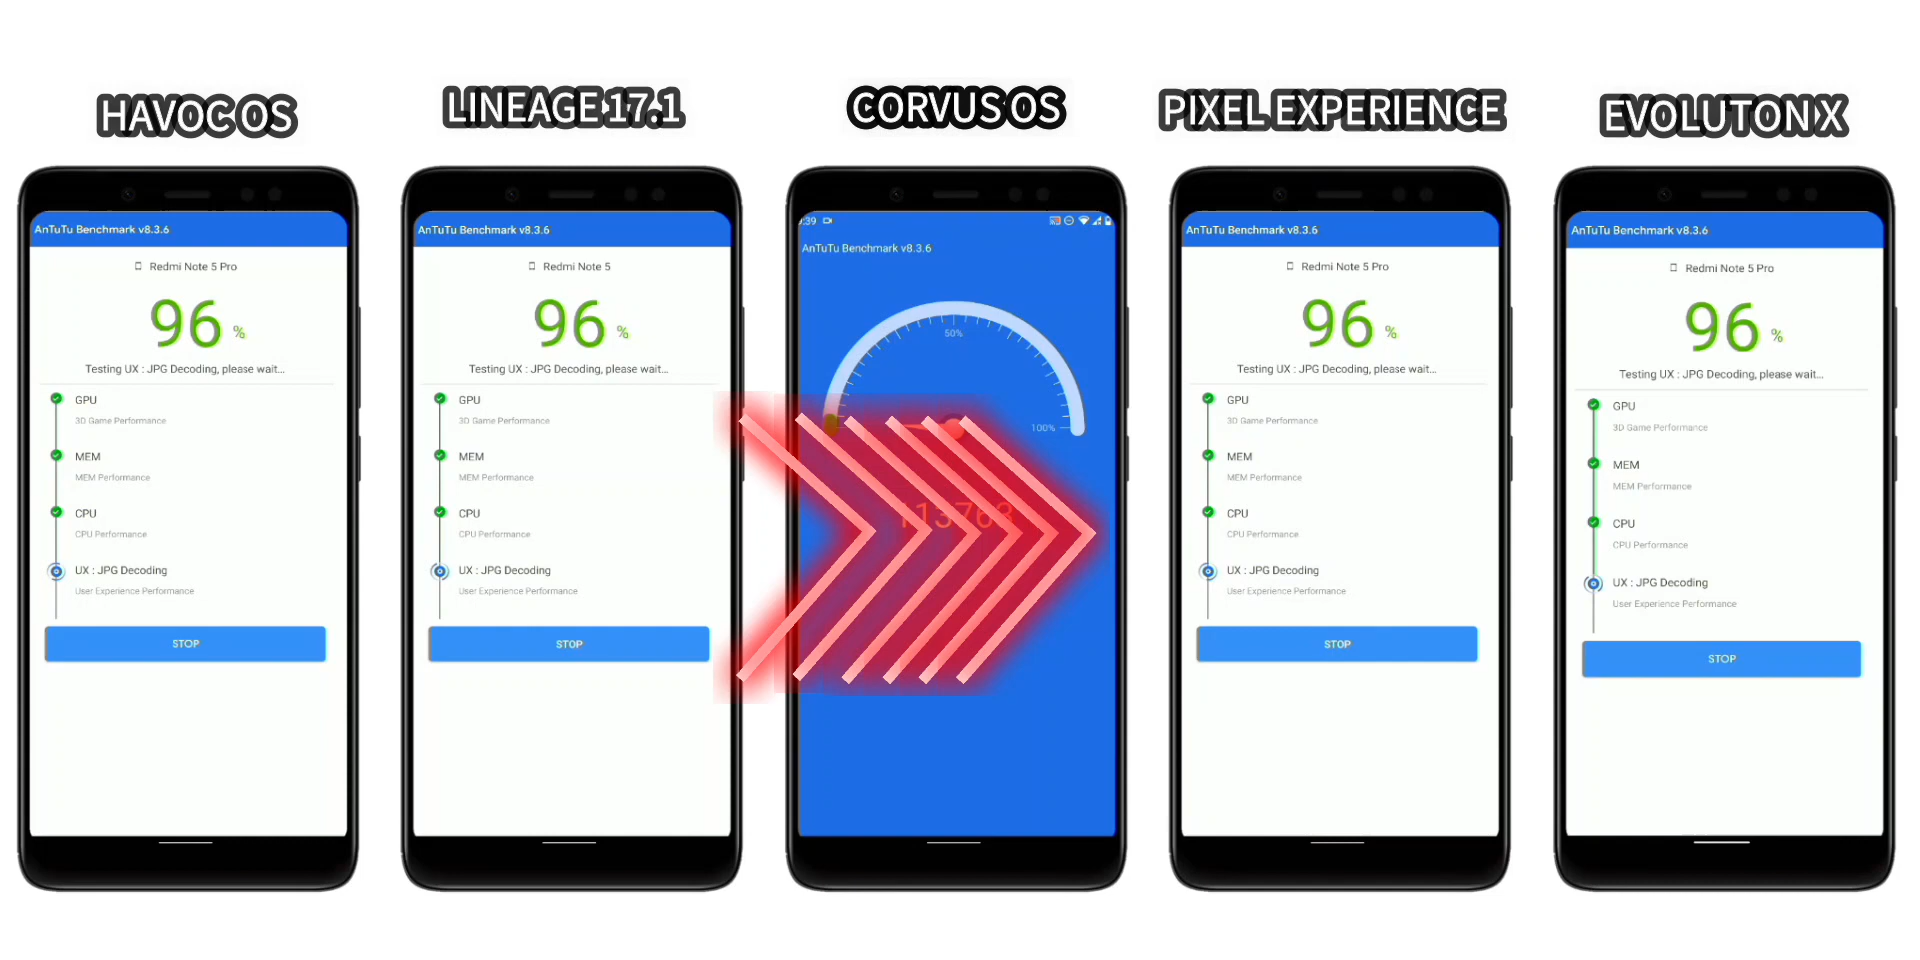 HAVOC OS
LINEAGE 17.1
CORVUS OS
PIXEL EXPERIENCE
EVOLUTON X
AnTuTu Benchmark v8.3.6
Redmi Note 5 Pro
96 %
Testing UX : JPG Decoding, please wait...
GPU
3D Game Performance
MEM
MEM Performance
CPU
CPU Performance
UX : JPG Decoding
User Experience Performance
STOP
AnTuTu Benchmark v8.3.6
Redmi Note 5
96 %
Testing UX : JPG Decoding, please wait...
GPU
3D Game Performance
MEM
MEM Performance
CPU
CPU Performance
UX : JPG Decoding
User Experience Performance
STOP
:39
AnTuTu Benchmark v8.3.6
50%
100%
113763
AnTuTu Benchmark v8.3.6
Redmi Note 5 Pro
96 %
Testing UX : JPG Decoding, please wait...
GPU
3D Game Performance
MEM
MEM Performance
CPU
CPU Performance
UX : JPG Decoding
User Experience Performance
STOP
AnTuTu Benchmark v8.3.6
Redmi Note 5 Pro
96 %
Testing UX : JPG Decoding, please wait...
GPU
3D Game Performance
MEM
MEM Performance
CPU
CPU Performance
UX : JPG Decoding
User Experience Performance
STOP